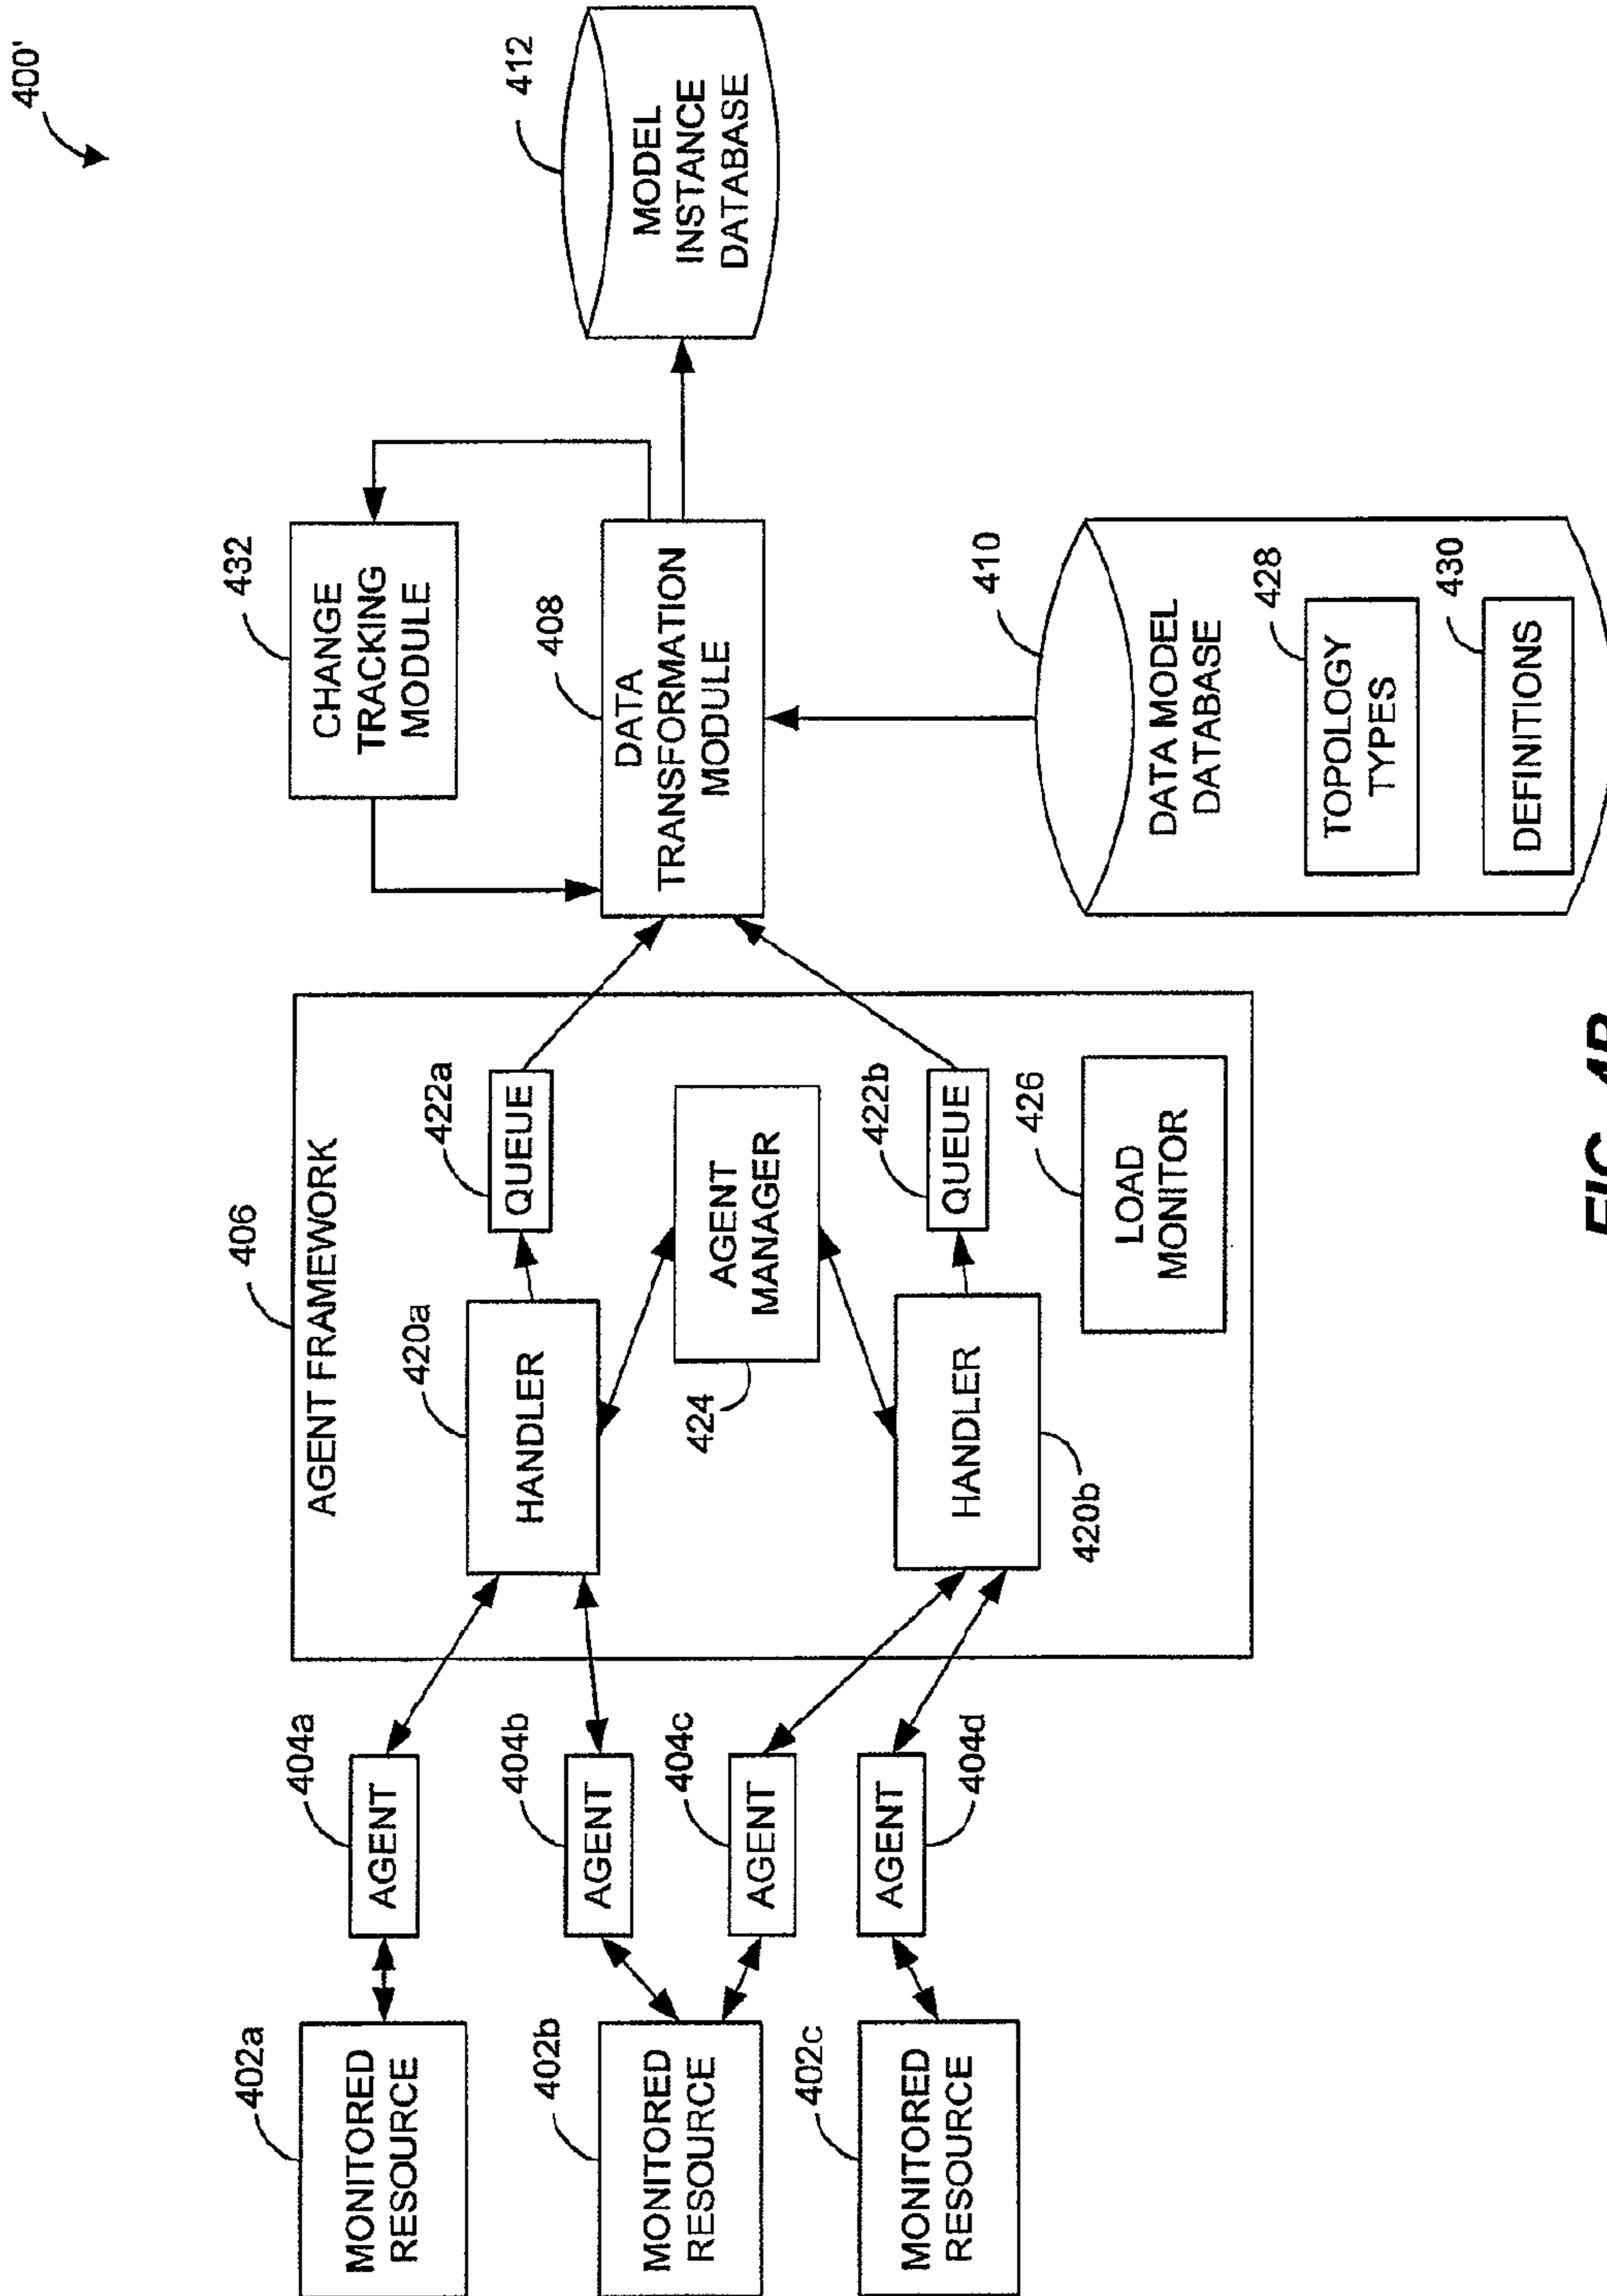 400'
402a
MONITORED
RESOURCE
402b
MONITORED
RESOURCE
402c
MONITORED
RESOURCE
404a
AGENT
404b
AGENT
404c
AGENT
AGENT
404d
406
AGENT FRAMEWORK
420a
HANDLER
422a
QUEUE
AGENT
MANAGER
424
HANDLER
420b
422b
QUEUE
426
LOAD
MONITOR
432
CHANGE
TRACKING
MODULE
408
DATA
TRANSFORMATION
MODULE
412
MODEL
INSTANCE
DATABASE
410
DATA MODEL
DATABASE
428
TOPOLOGY
TYPES
430
DEFINITIONS
FIG. 4B